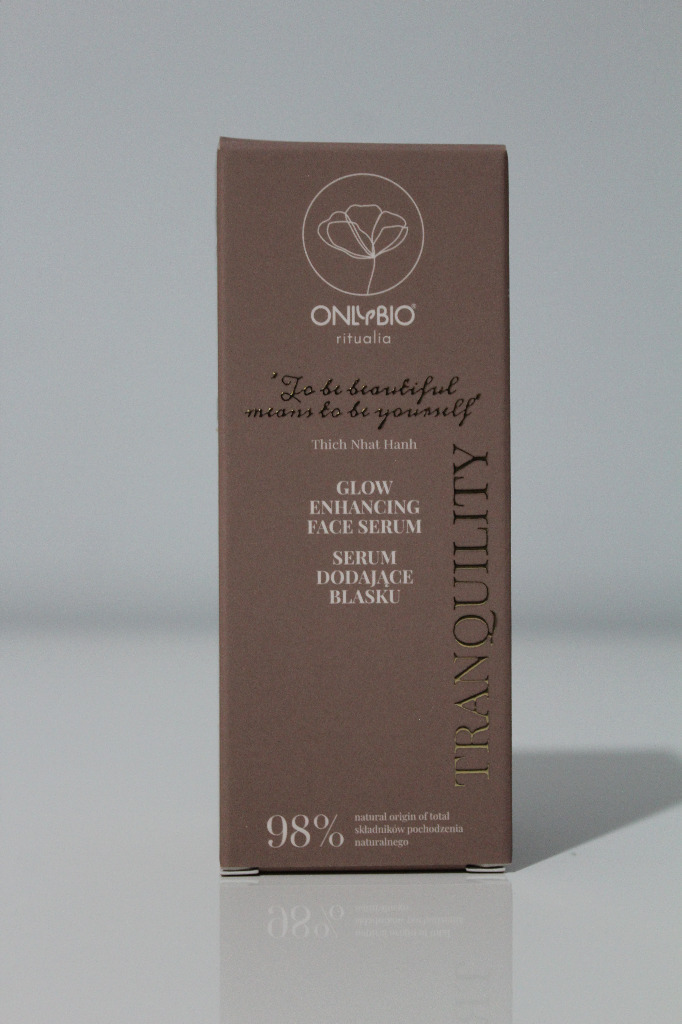 ONLYBIO®
ritualia
"To be beautiful
means to be yourself"
Thich Nhat Hanh
GLOW
ENHANCING
FACE SERUM
SERUM
DODAJĄCE
BLASKU
TRANQUILITY
98%
natural origin of total
składników pochodzenia
naturalnego